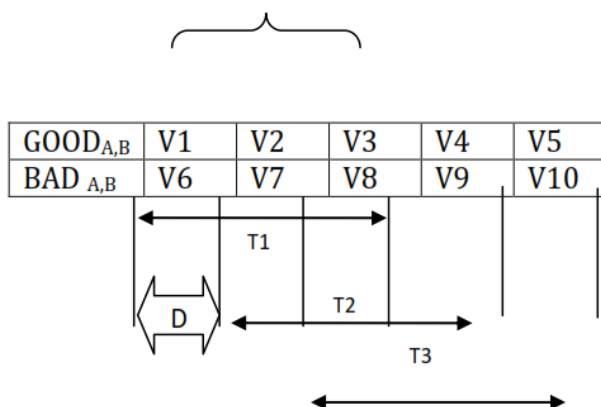 GOODA,B V1 V2 V3 V4 V5
BAD A,B V6 V7 V8 V9 V10
T1
D
T2
T3